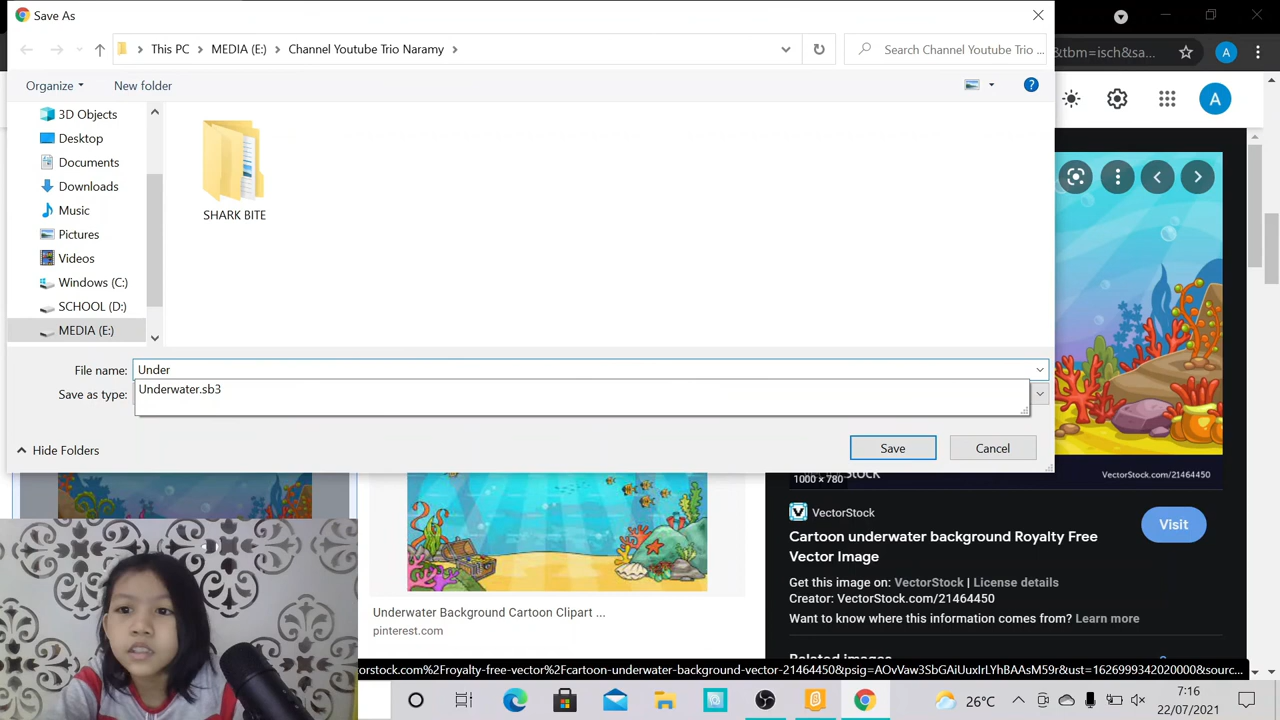 Save As
This PC > MEDIA (E:) > Channel Youtube Trio Naramy >
Search Channel Youtube Trio ...
&tbm=isch&sa...
A
Organize
New folder
?
A
3D Objects
Desktop
Documents
Downloads
Music
Pictures
Videos
Windows (C:)
SCHOOL (D:)
MEDIA (E:)
SHARK BITE
File name: Under
Underwater.sb3
Save as type:
Hide Folders
Save
Cancel
VectorStock.com/21464450
1000 × 780
VectorStock
Visit
Cartoon underwater background Royalty Free
Vector Image
Get this image on: VectorStock | License details
Creator: VectorStock.com/21464450
Want to know where this information comes from? Learn more
Underwater Background Cartoon Clipart ...
pinterest.com
Related images
orstock.com%2Froyalty-free-vector%2Fcartoon-underwater-background-vector-21464450&psig=AOvVaw3SbGAiUuxIrLYhBAAsM59r&ust=1626999342020000&sourc...
26°C
7:16
22/07/2021